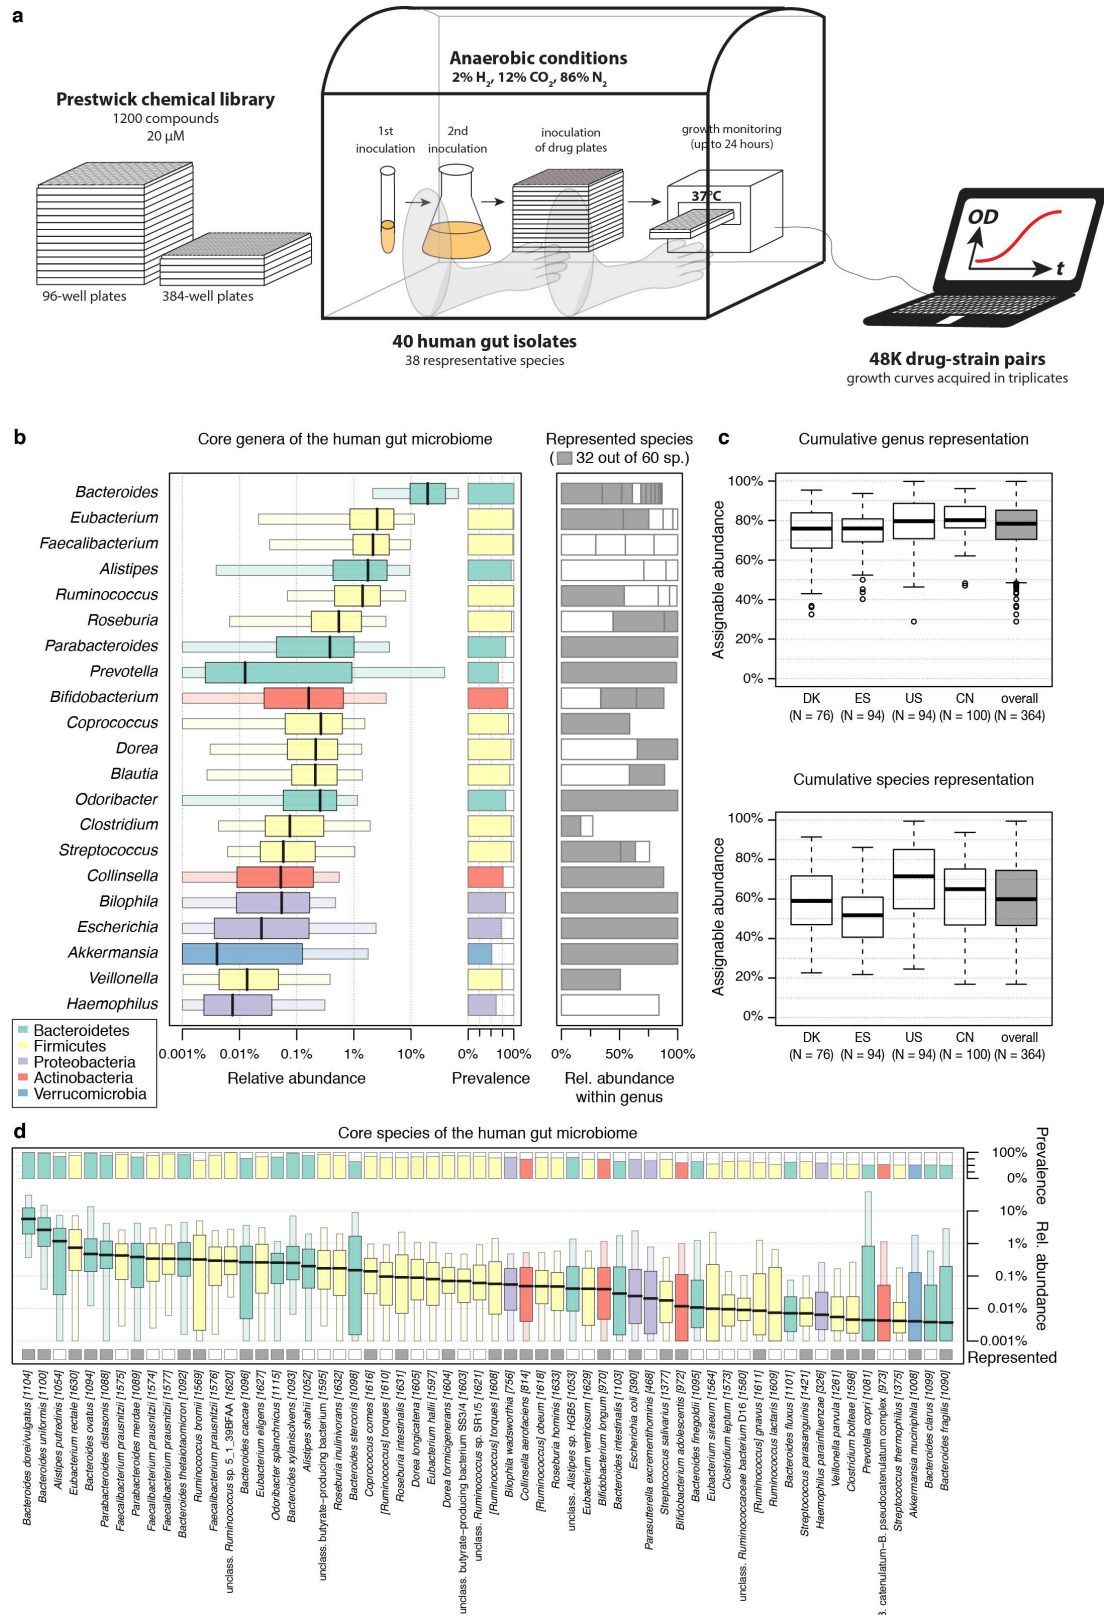 a
Anaerobic conditions
2% H2, 12% CO2, 86% N2
Prestwick chemical library
1200 compounds
20 µM
1st
inoculation
2nd
inoculation
inoculation
of drug plates
growth monitoring
(up to 24 hours)
37°C
OD
t
96-well plates
384-well plates
40 human gut isolates
38 respresentative species
48K drug-strain pairs
growth curves acquired in triplicates
b
Core genera of the human gut microbiome
Represented species
( 32 out of 60 sp.)
Bacteroides
Eubacterium
Faecalibacterium
Alistipes
Ruminococcus
Roseburia
Parabacteroides
Prevotella
Bifidobacterium
Coprococcus
Dorea
Blautia
Odoribacter
Clostridium
Streptococcus
Collinsella
Bilophila
Escherichia
Akkermansia
Veillonella
Haemophilus
Bacteroidetes
Firmicutes
Proteobacteria
Actinobacteria
Verrucomicrobia
0.001% 0.01% 0.1% 1% 10%
Relative abundance
0% 100%
Prevalence
0% 50% 100%
Rel. abundance
within genus
c
Cumulative genus representation
Assignable abundance
100%
80%
60%
40%
20%
0%
DK ES US CN overall
(N = 76) (N = 94) (N = 94) (N = 100) (N = 364)
Cumulative species representation
Assignable abundance
100%
80%
60%
40%
20%
0%
DK ES US CN overall
(N = 76) (N = 94) (N = 94) (N = 100) (N = 364)
d
Core species of the human gut microbiome
100%
0%
Prevalence
10%
1%
0.1%
0.01%
0.001%
Rel. abundance
Represented
Bacteroides dorei/vulgatus [1104]
Bacteroides uniformis [1100]
Alistipes putredinis [1054]
Eubacterium rectale [1630]
Bacteroides ovatus [1094]
Parabacteroides distasonis [1088]
Faecalibacterium prausnitzii [1575]
Parabacteroides merdae [1089]
Faecalibacterium prausnitzii [1574]
Faecalibacterium prausnitzii [1577]
Bacteroides thetaiotaomicron [1092]
Ruminococcus bromii [1569]
Faecalibacterium prausnitzii [1576]
unclass. Ruminococcus sp. 5_1_39BFAA [1620]
Bacteroides caccae [1096]
Eubacterium eligens [1627]
Odoribacter splanchnicus [1115]
Bacteroides xylanisolvens [1093]
Alistipes shahii [1052]
unclass. butyrate−producing bacterium [1595]
Roseburia inulinivorans [1632]
Bacteroides stercoris [1098]
Coprococcus comes [1616]
[Ruminococcus] torques [1610]
Roseburia intestinalis [1631]
Dorea longicatena [1605]
Eubacterium hallii [1597]
Dorea formicigenerans [1604]
unclass. butyrate−producing bacterium SS3/4 [1603]
unclass. Ruminococcus sp. SR1/5 [1621]
[Ruminococcus] torques [1608]
Bilophila wadsworthia [756]
Collinsella aerofaciens [814]
[Ruminococcus] obeum [1618]
Roseburia hominis [1633]
unclass. Alistipes sp. HGB5 [1053]
Eubacterium ventriosum [1629]
Bifidobacterium longum [970]
Bacteroides intestinalis [1103]
Escherichia coli [390]
Parasutterella excrementihominis [468]
Streptococcus salivarius [1377]
Bifidobacterium adolescentis [972]
Bacteroides finegoldii [1095]
Eubacterium siraeum [1564]
Clostridium leptum [1573]
unclass. Ruminococcaceae bacterium D16 [1580]
[Ruminococcus] gnavus [1611]
Ruminococcus lactaris [1609]
Bacteroides fluxus [1101]
Streptococcus parasanguinis [1421]
Haemophilus parainfluenzae [326]
Veillonella parvula [1261]
Clostridium bolteae [1598]
Prevotella copri [1081]
B. catenulatum−B. pseudocatenulatum complex. [973]
Streptococcus thermophilus [1375]
Akkermansia muciniphila [1008]
Bacteroides clarus [1099]
Bacteroides fragilis [1090]